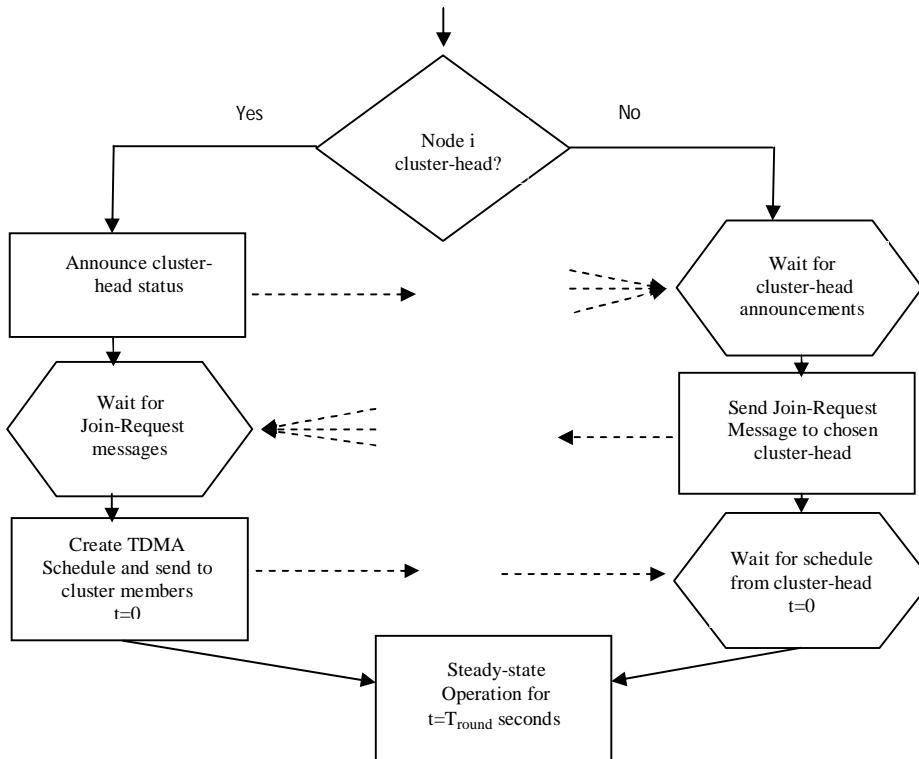 Yes
No
Node i
cluster-head?
Announce cluster-
head status
Wait for
cluster-head
announcements
Wait for
Join-Request
messages
Send Join-Request
Message to chosen
cluster-head
Create TDMA
Schedule and send to
cluster members
t=0
Wait for schedule
from cluster-head
t=0
Steady-state
Operation for
t=Tround seconds